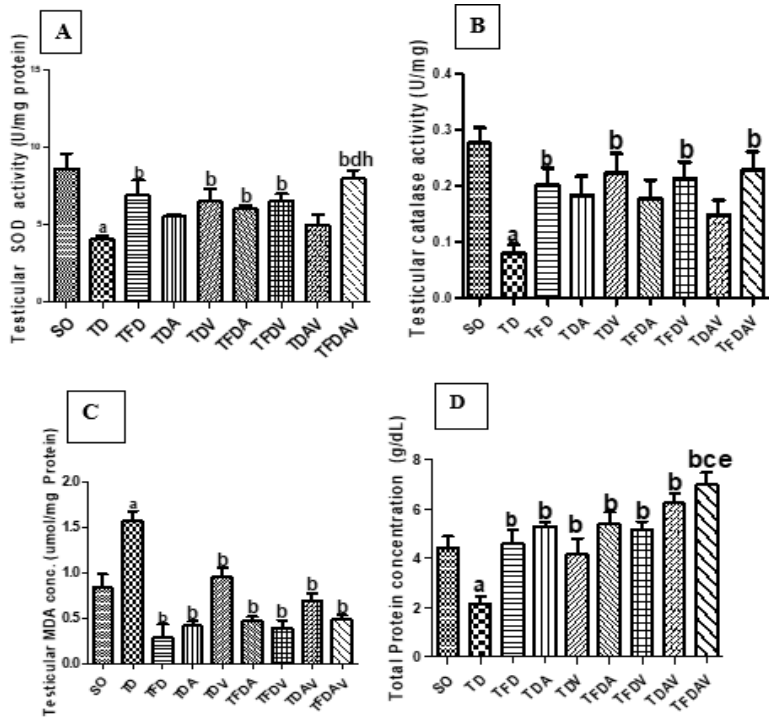 A
Testicular SOD activity (U/mg protein)
15
10
5
0
a
b
b
b
b
bdh
SO
TD
TFD
TDA
TDV
TFDA
TFDV
TDAV
TFDAV
B
Testicular catalase activity (U/mg)
0.4
0.3
0.2
0.1
0.0
a
b
b
b
b
SO
TD
TFD
TDA
TDV
TFDA
TFDV
TDAV
TFDAV
C
Testicular MDA conc. (umol/mg Protein)
2.0
1.5
1.0
0.5
0.0
a
b
b
b
b
b
b
b
SO
TD
TFD
TDA
TDV
TFDA
TFDV
TDAV
TFDAV
D
Total Protein concentration (g/dL)
8
6
4
2
0
a
b
b
b
b
b
b
bce
SO
TD
TFD
TDA
TDV
TFDA
TFDV
TDAV
TFDAV